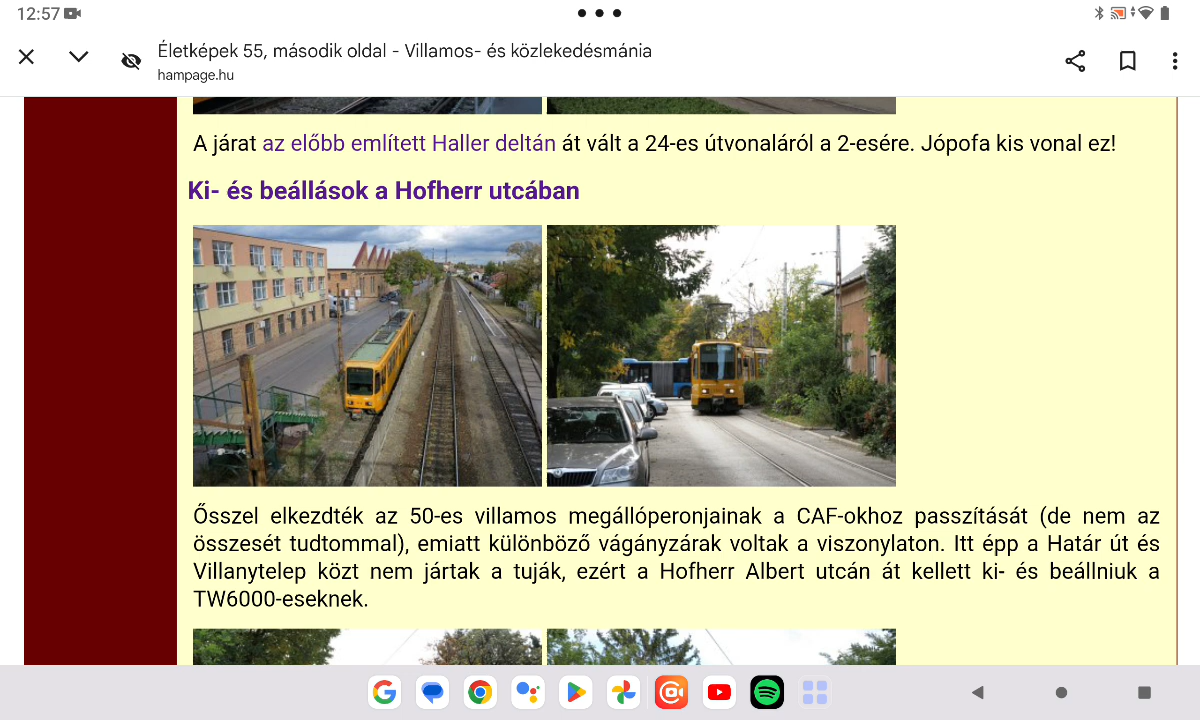 12:57
Életképek 55, második oldal - Villamos- és közlekedésmánia
hampage.hu
A járat az előbb említett Haller deltán át vált a 24-es útvonaláról a 2-esére. Jópofa kis vonal ez!
Ki- és beállások a Hofherr utcában
Ősszel elkezdték az 50-es villamos megállóperonjainak a CAF-okhoz passzítását (de nem az
összesét tudtommal), emiatt különböző vágányzárak voltak a viszonylaton. Itt épp a Határ út és
Villanytelep közt nem jártak a tuják, ezért a Hofherr Albert utcán át kellett ki- és beállniuk a
TW6000-eseknek.